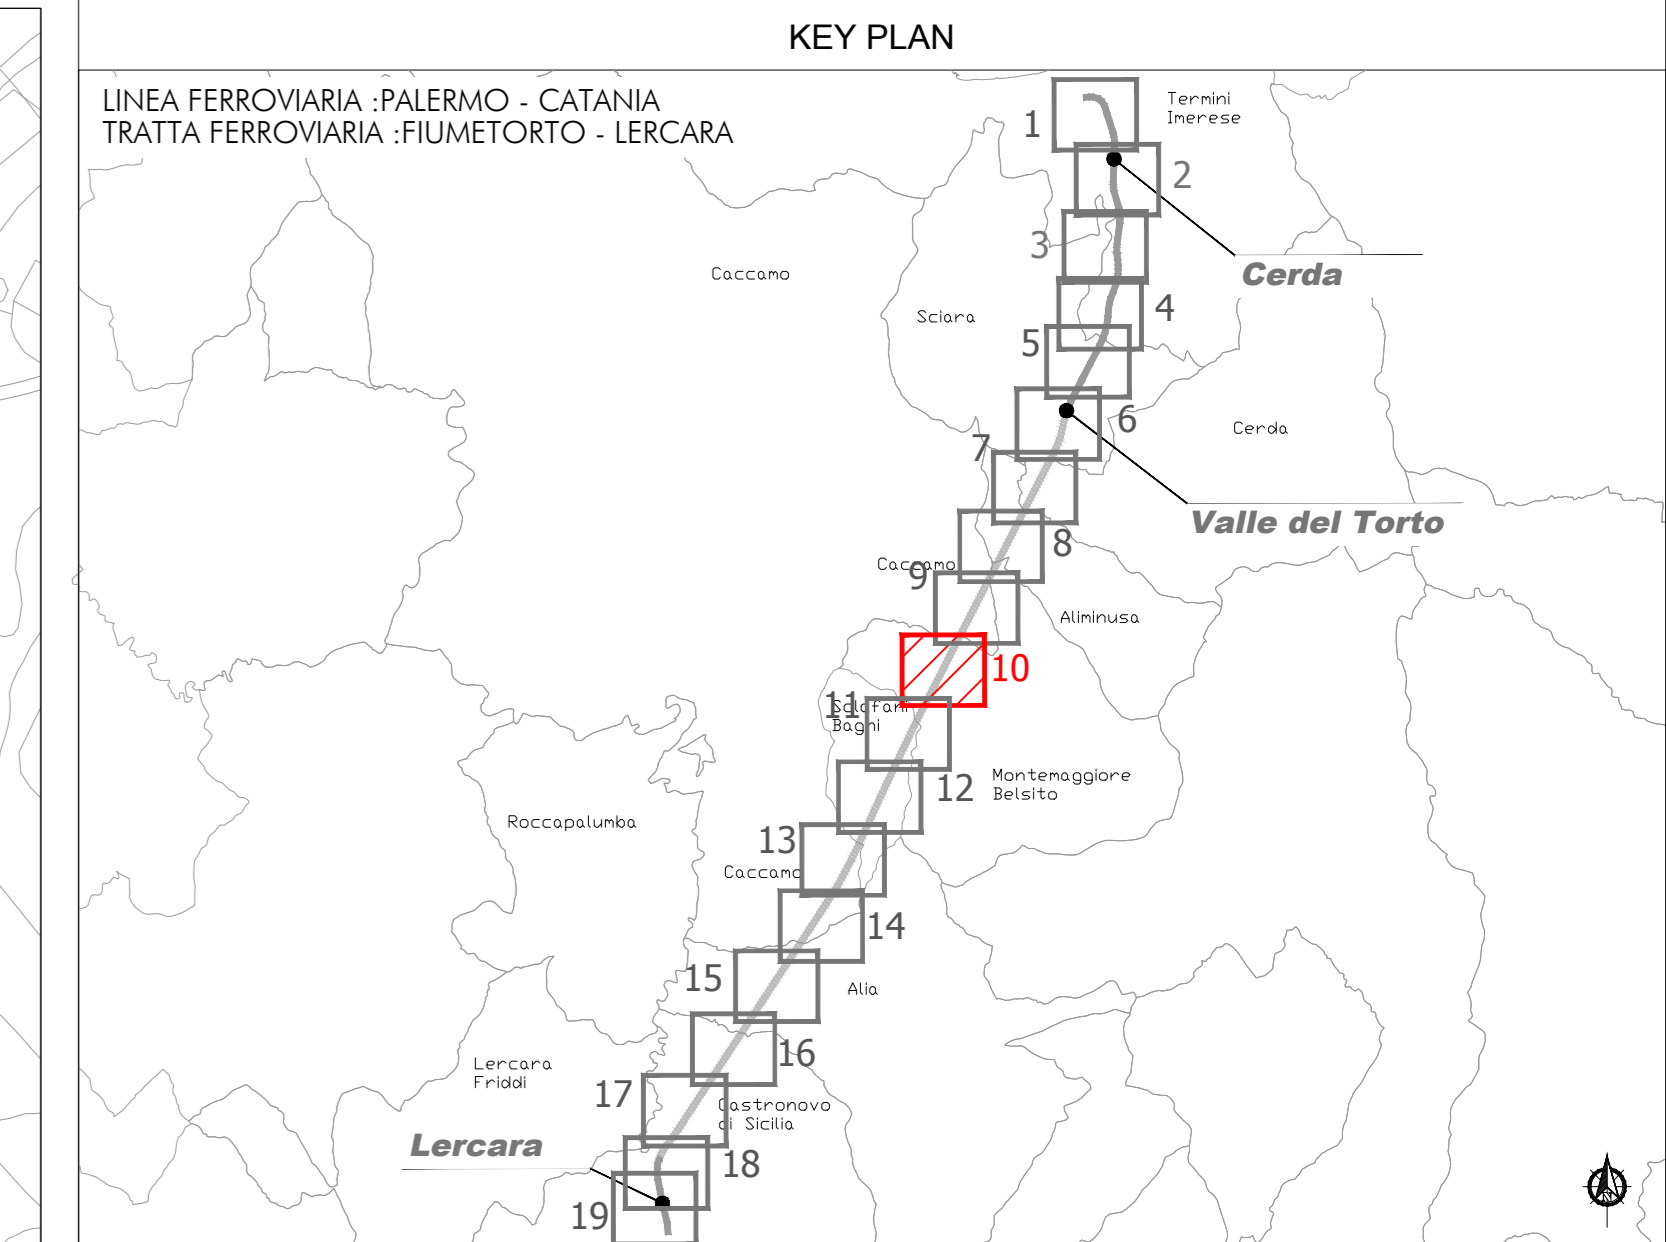 KEY PLAN
LINEA FERROVIARIA :PALERMO - CATANIA
TRATTA FERROVIARIA :FIUMETORTO - LERCARA
1
Termini
Imerese
2
3
Cerda
Caccamo
4
Sciara
5
6
Cerda
7
Valle del Torto
8
Caccamo
9
Aliminusa
10
11
Sclafani
Bagni
12
Montemaggiore
Belsito
Roccapalumba
13
Caccamo
14
15
Alia
16
Lercara
Friddi
17
Castronovo
di Sicilia
Lercara
18
19